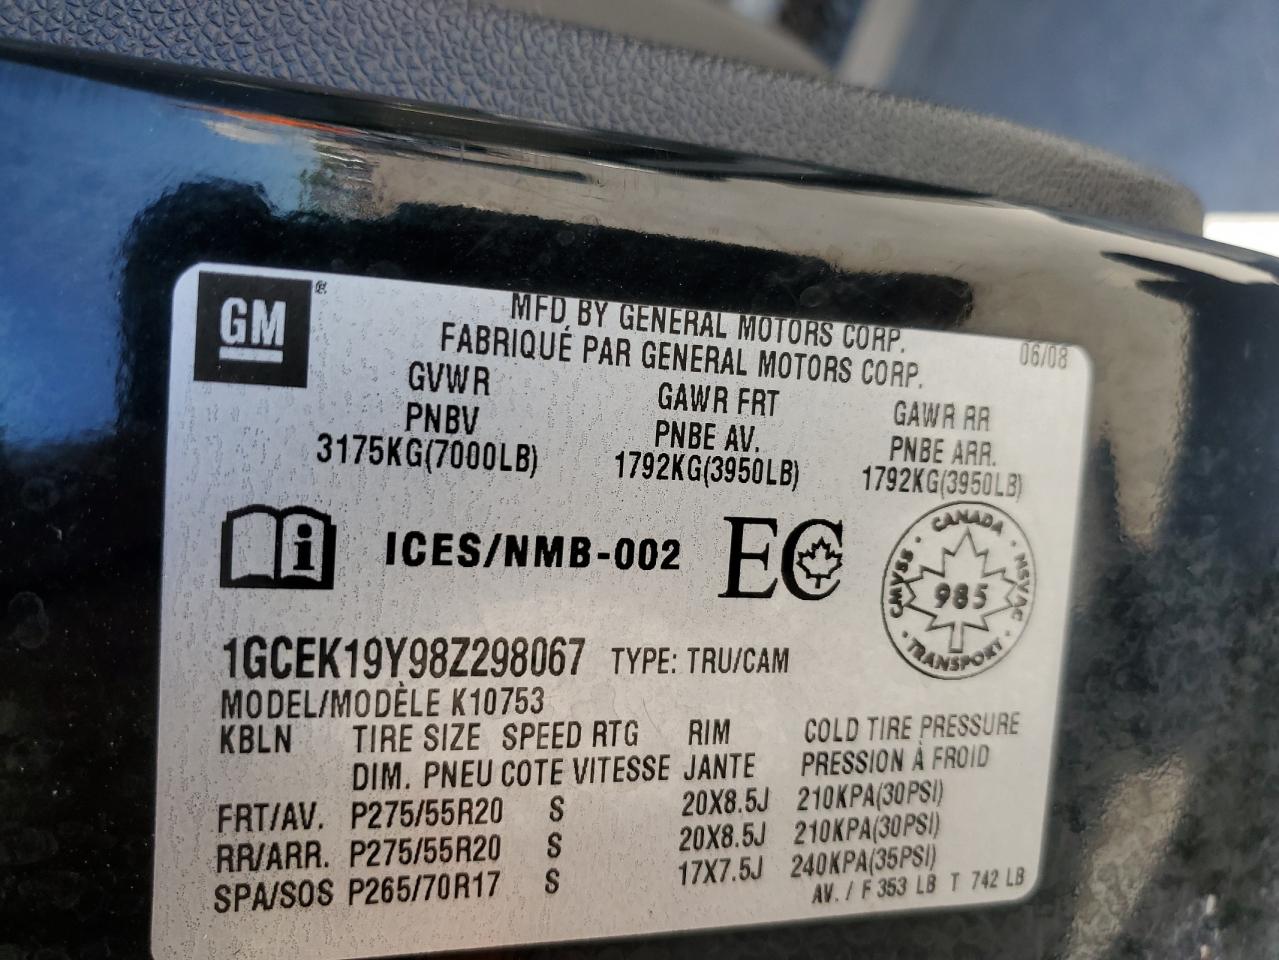 GM
MFD BY GENERAL MOTORS CORP.
FABRIQUÉ PAR GENERAL MOTORS CORP.
06/08
GVWR GAWR FRT GAWR RR
PNBV PNBE AV. PNBE ARR.
3175KG(7000LB) 1792KG(3950LB) 1792KG(3950LB)
i ICES/NMB-002 EC
CANADA
CMVSS · NSVAC
985
TRANSPORT
1GCEK19Y98Z298067 TYPE: TRU/CAM
MODEL/MODÈLE K10753
KBLN TIRE SIZE SPEED RTG RIM COLD TIRE PRESSURE
DIM. PNEU COTE VITESSE JANTE PRESSION À FROID
FRT/AV. P275/55R20 S 20X8.5J 210KPA(30PSI)
RR/ARR. P275/55R20 S 20X8.5J 210KPA(30PSI)
SPA/SOS P265/70R17 S 17X7.5J 240KPA(35PSI)
AV. / F 353 LB T 742 LB